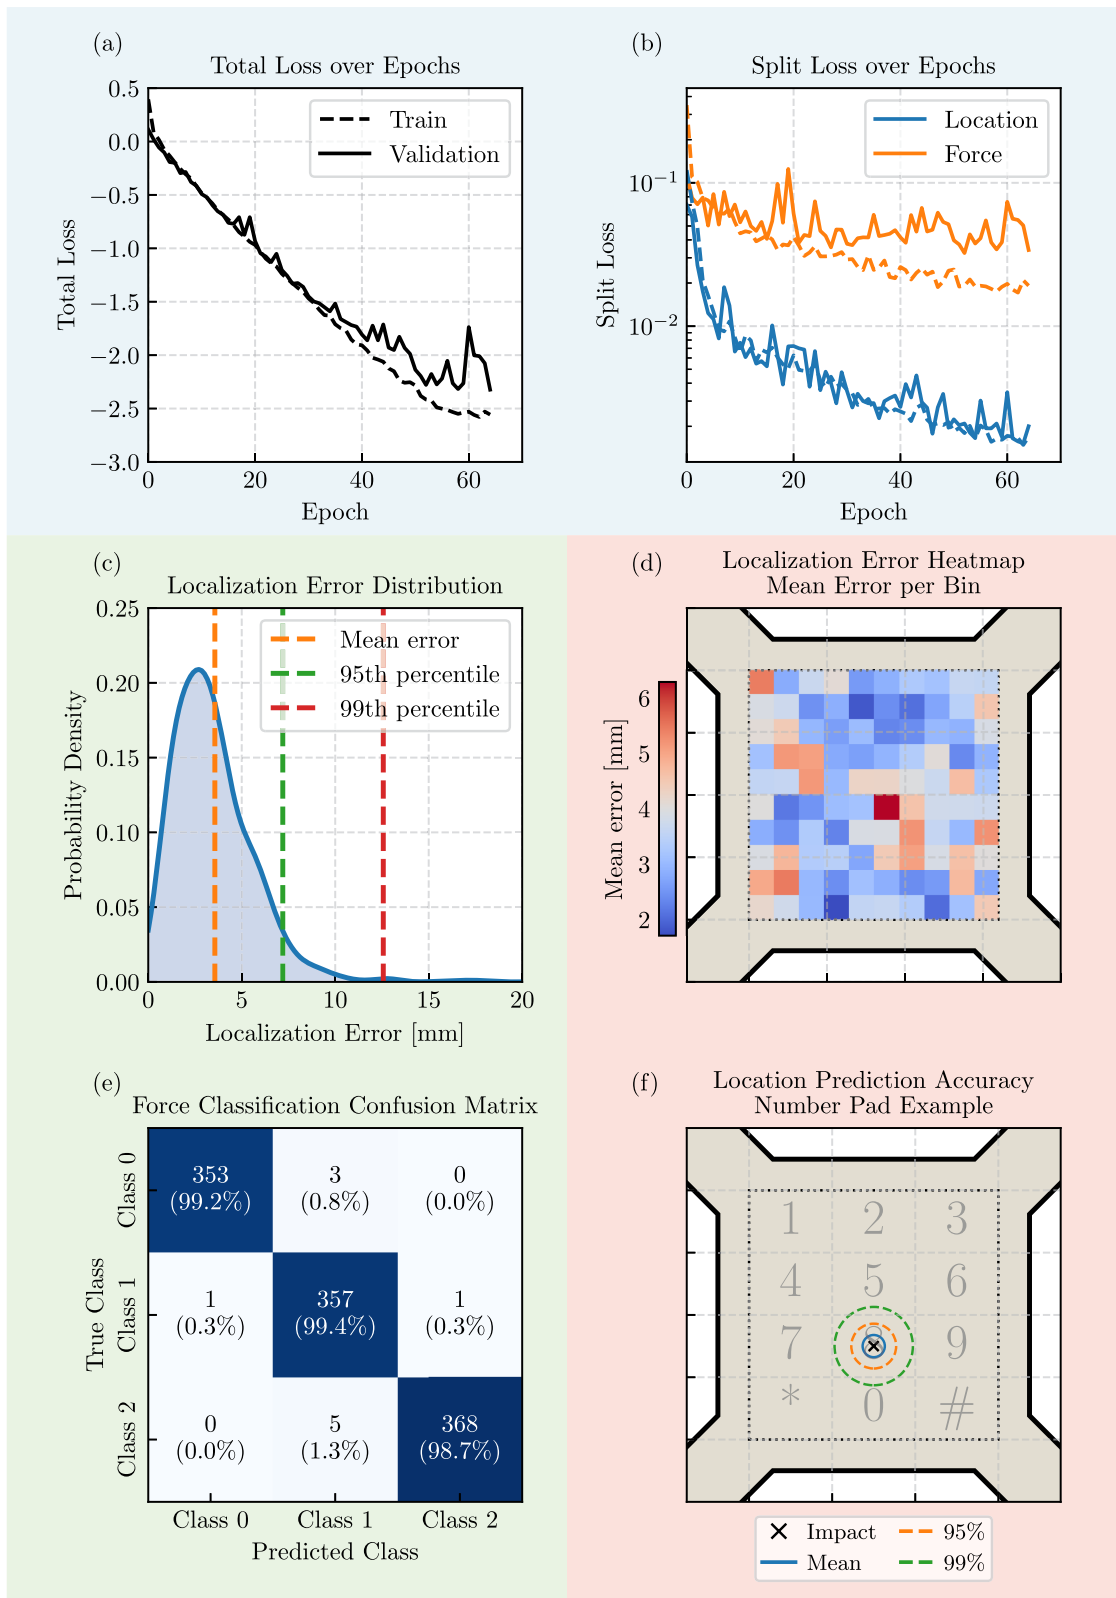 (a)
Total Loss over Epochs
0.5
0.0
−0.5
−1.0
−1.5
−2.0
−2.5
−3.0
Total Loss
Train
Validation
0 20 40 60
Epoch
(b)
Split Loss over Epochs
10⁻¹
10⁻²
Split Loss
Location
Force
0 20 40 60
Epoch
(c)
Localization Error Distribution
0.25
0.20
0.15
0.10
0.05
0.00
Probability Density
Mean error
95th percentile
99th percentile
0 5 10 15 20
Localization Error [mm]
(d)
Localization Error Heatmap
Mean Error per Bin
6
5
4
3
2
Mean error [mm]
(e)
Force Classification Confusion Matrix
True Class
Class 0
353 3 0
(99.2%) (0.8%) (0.0%)
Class 1
1 357 1
(0.3%) (99.4%) (0.3%)
Class 2
0 5 368
(0.0%) (1.3%) (98.7%)
Class 0 Class 1 Class 2
Predicted Class
(f)
Location Prediction Accuracy
Number Pad Example
1 2 3
4 5 6
7 8 9
* 0 #
Impact 95%
Mean 99%